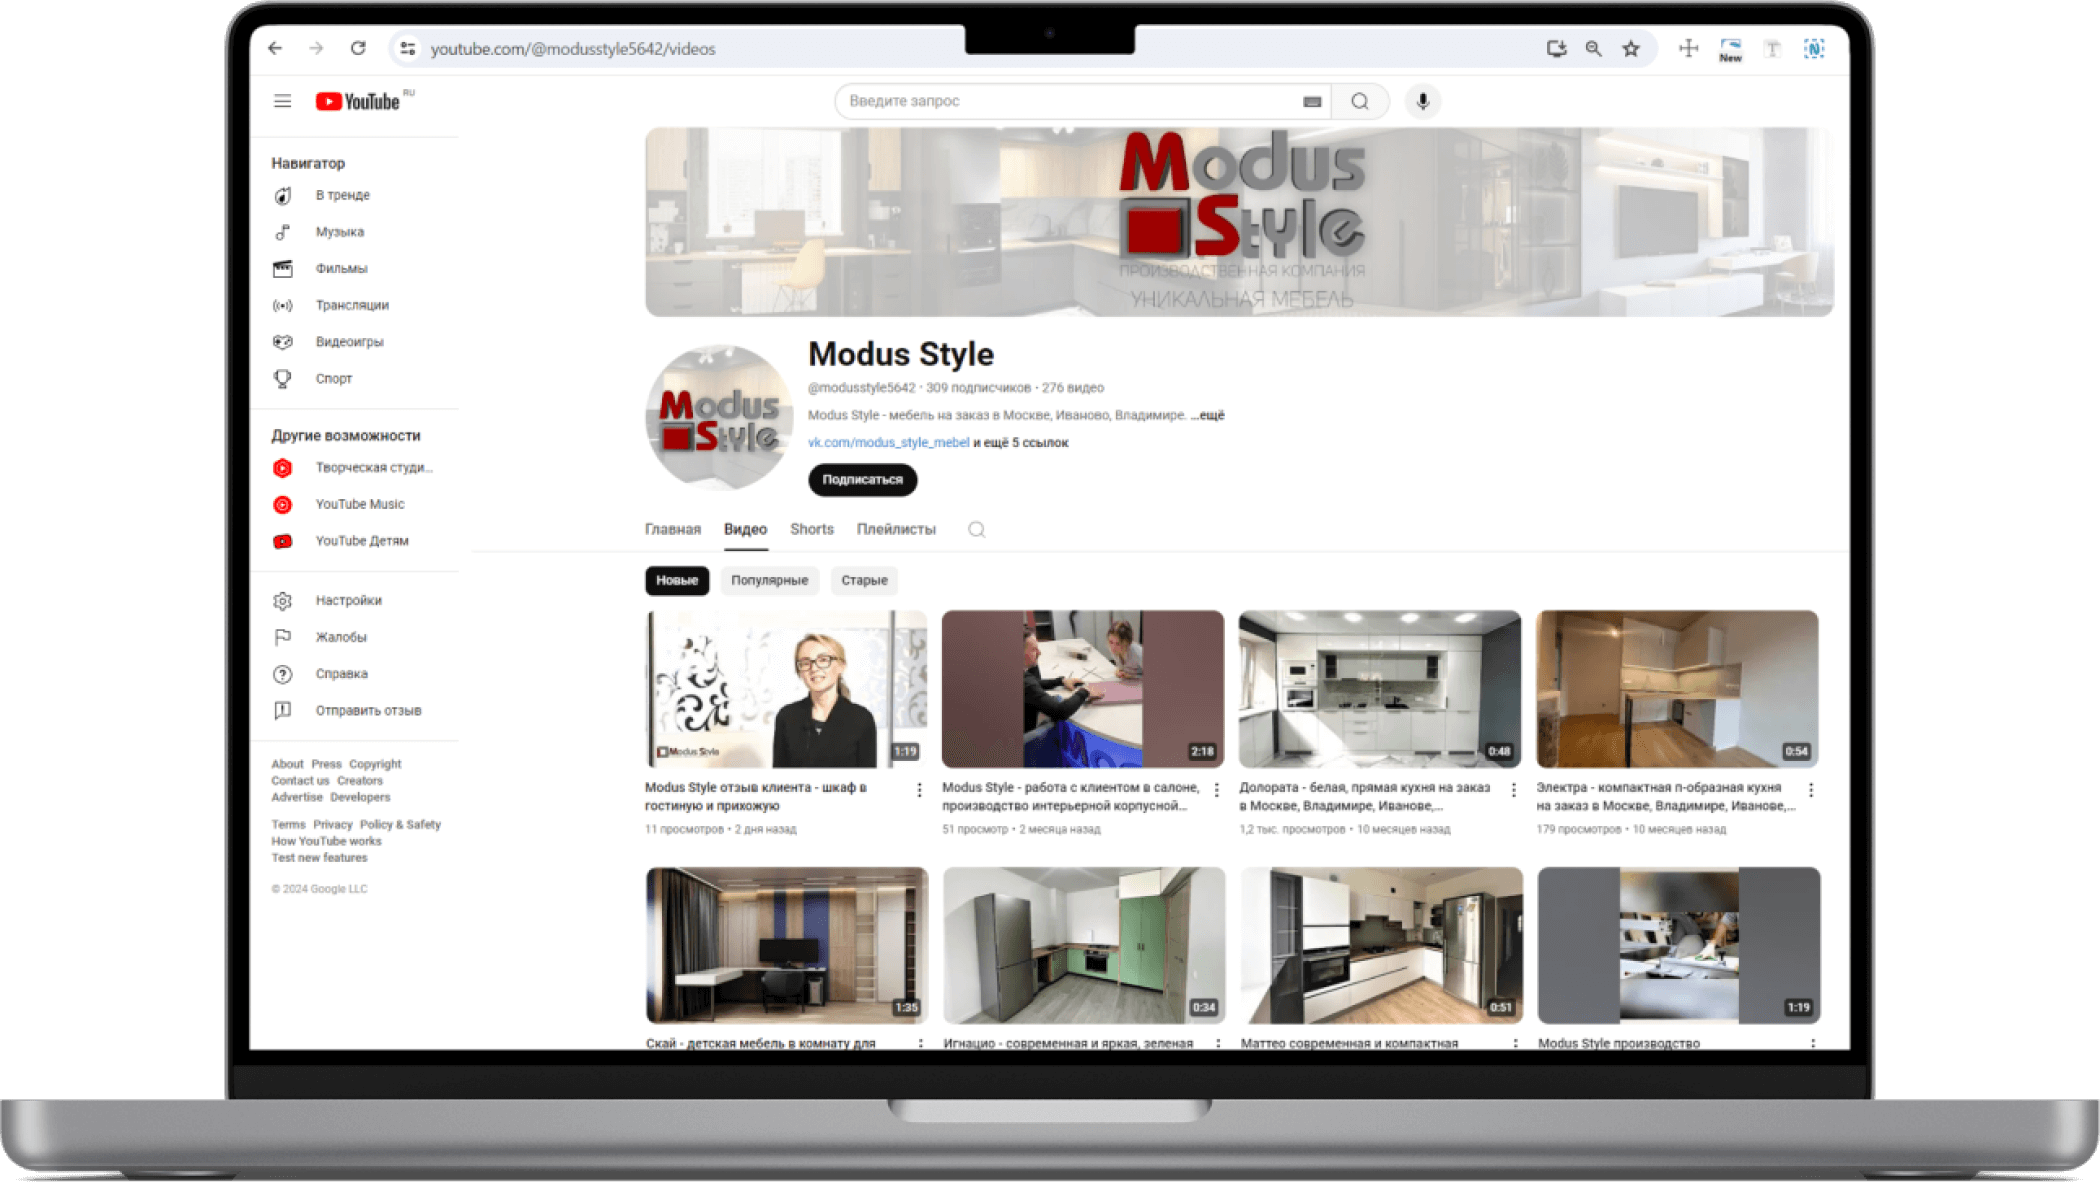 youtube.com/@modusstyle5642/videos
New
YouTube RU
Введите запрос
Навигатор
В тренде
Музыка
Фильмы
Трансляции
Видеоигры
Спорт
Другие возможности
Творческая студи...
YouTube Music
YouTube Детям
Настройки
Жалобы
Справка
Отправить отзыв
About Press Copyright
Contact us Creators
Advertise Developers
Terms Privacy Policy & Safety
How YouTube works
Test new features
© 2024 Google LLC
Modus
Style
ПРОИЗВОДСТВЕННАЯ КОМПАНИЯ
УНИКАЛЬНАЯ МЕБЕЛЬ
Modus
Style
Modus Style
@modusstyle5642 · 309 подписчиков · 276 видео
Modus Style - мебель на заказ в Москве, Иваново, Владимире. ...ещё
vk.com/modus_style_mebel и ещё 5 ссылок
Подписаться
Главная Видео Shorts Плейлисты
Новые Популярные Старые
Modus Style
1:19
2:18
0:48
0:54
Modus Style отзыв клиента - шкаф в
гостиную и прихожую
11 просмотров • 2 дня назад
Modus Style - работа с клиентом в салоне,
производство интерьерной корпусной...
51 просмотр • 2 месяца назад
Долората - белая, прямая кухня на заказ
в Москве, Владимире, Иванове,...
1,2 тыс. просмотров • 10 месяцев назад
Электра - компактная п-образная кухня
на заказ в Москве, Владимире, Иванове,...
179 просмотров • 10 месяцев назад
1:35
0:34
0:51
1:19
Скай - детская мебель в комнату для
Игнацио - современная и яркая, зеленая
Маттео современная и компактная
Modus Style производство